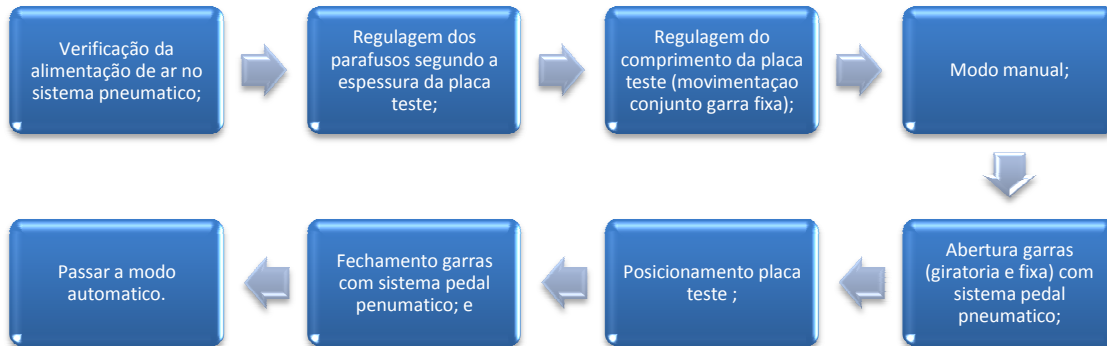 Verificação da
alimentação de ar no
sistema pneumatico;
Regulagem dos
parafusos segundo a
espessura da placa
teste;
Regulagem do
comprimento da placa
teste (movimentaçao
conjunto garra fixa);
Modo manual;
Abertura garras
(giratoria e fixa) com
sistema pedal
pneumatico;
Posicionamento placa
teste ;
Fechamento garras
com sistema pedal
penumatico; e
Passar a modo
automatico.